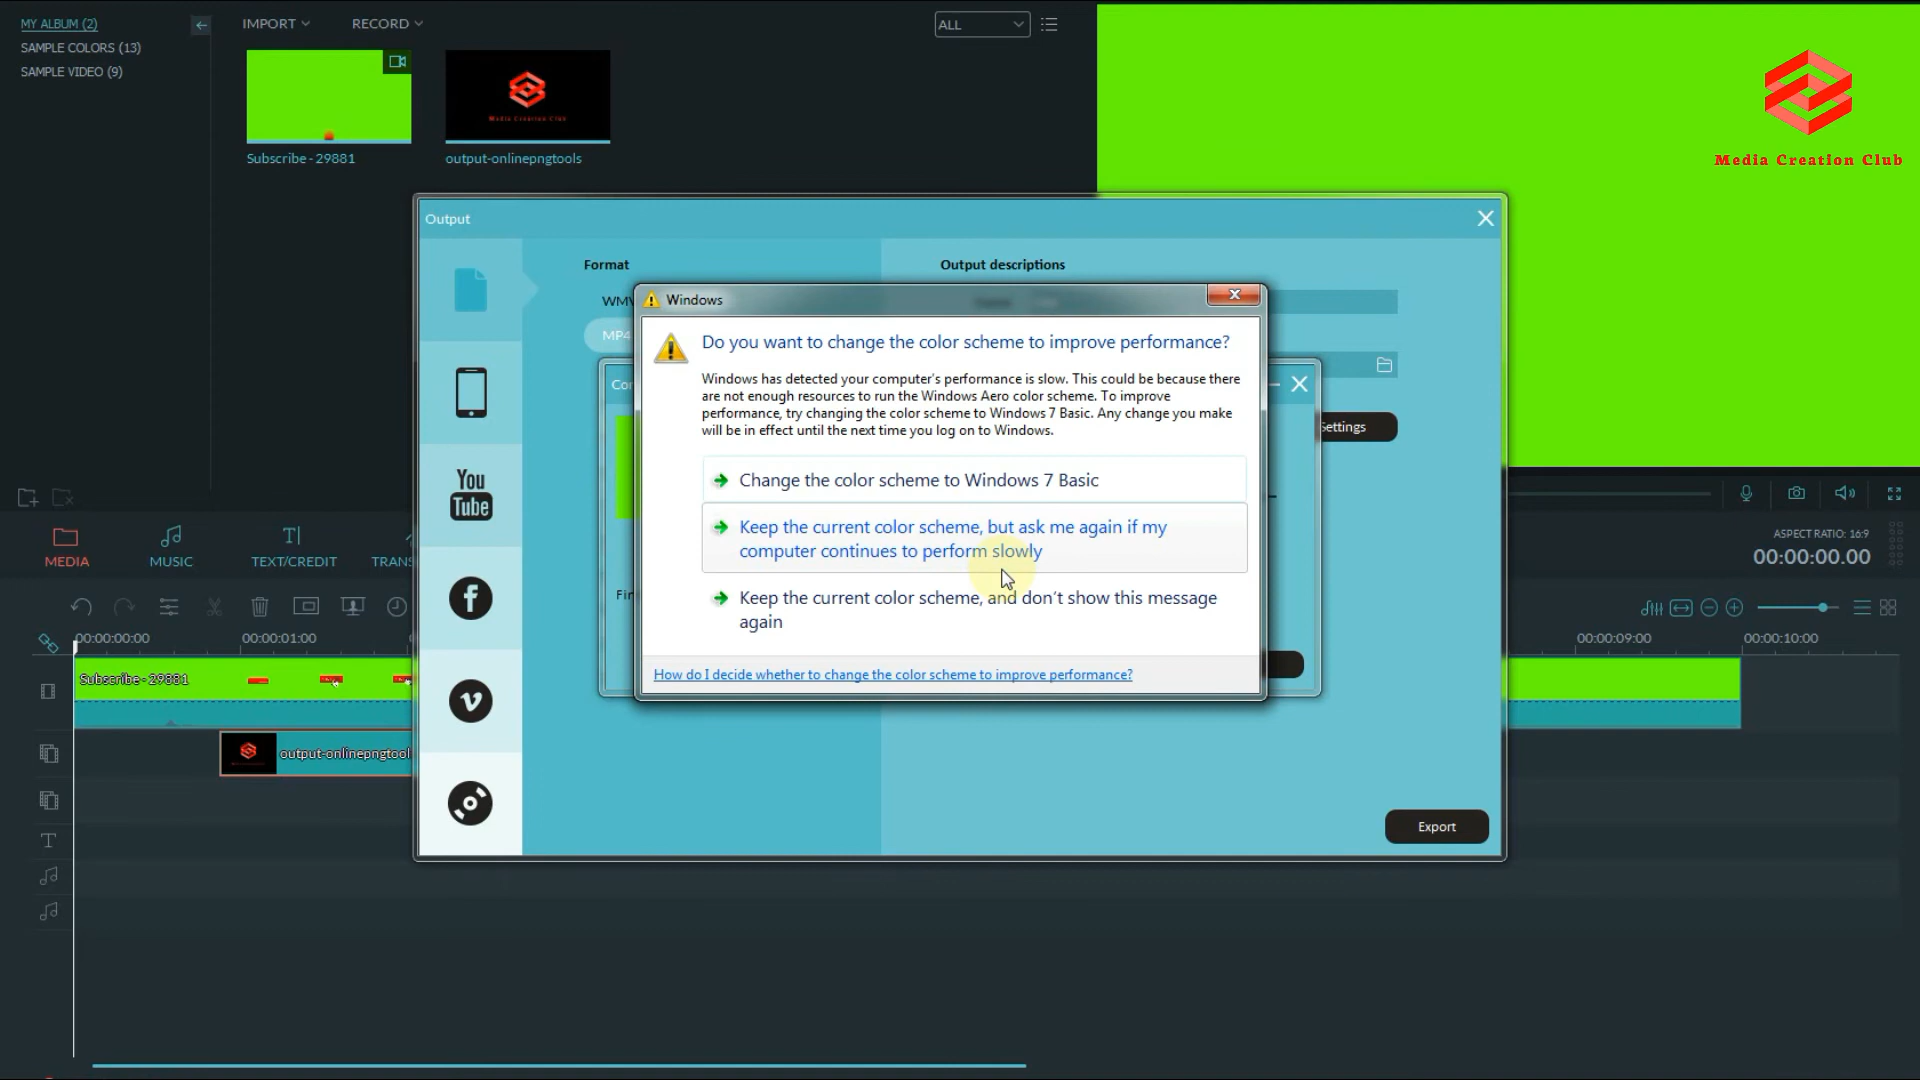 MY ALBUM (2)
SAMPLE COLORS (13)
SAMPLE VIDEO (9)
IMPORT
RECORD
ALL
Media Creation Club
Subscribe - 29881
output-onlinepngtools
Media Creation Club
Output
Format
Output descriptions
WMV
MP4
Settings
You
Tube
Windows
Do you want to change the color scheme to improve performance?
Windows has detected your computer's performance is slow. This could be because there
are not enough resources to run the Windows Aero color scheme. To improve
performance, try changing the color scheme to Windows 7 Basic. Any change you make
will be in effect until the next time you log on to Windows.
Change the color scheme to Windows 7 Basic
Keep the current color scheme, but ask me again if my
computer continues to perform slowly
Keep the current color scheme, and don't show this message
again
How do I decide whether to change the color scheme to improve performance?
Export
MEDIA
MUSIC
TEXT/CREDIT
TRANS
ASPECT RATIO: 16:9
00:00:00.00
00:00:00:00
00:00:01:00
00:00:09:00
00:00:10:00
Subscribe - 29881
output-onlinepngtool